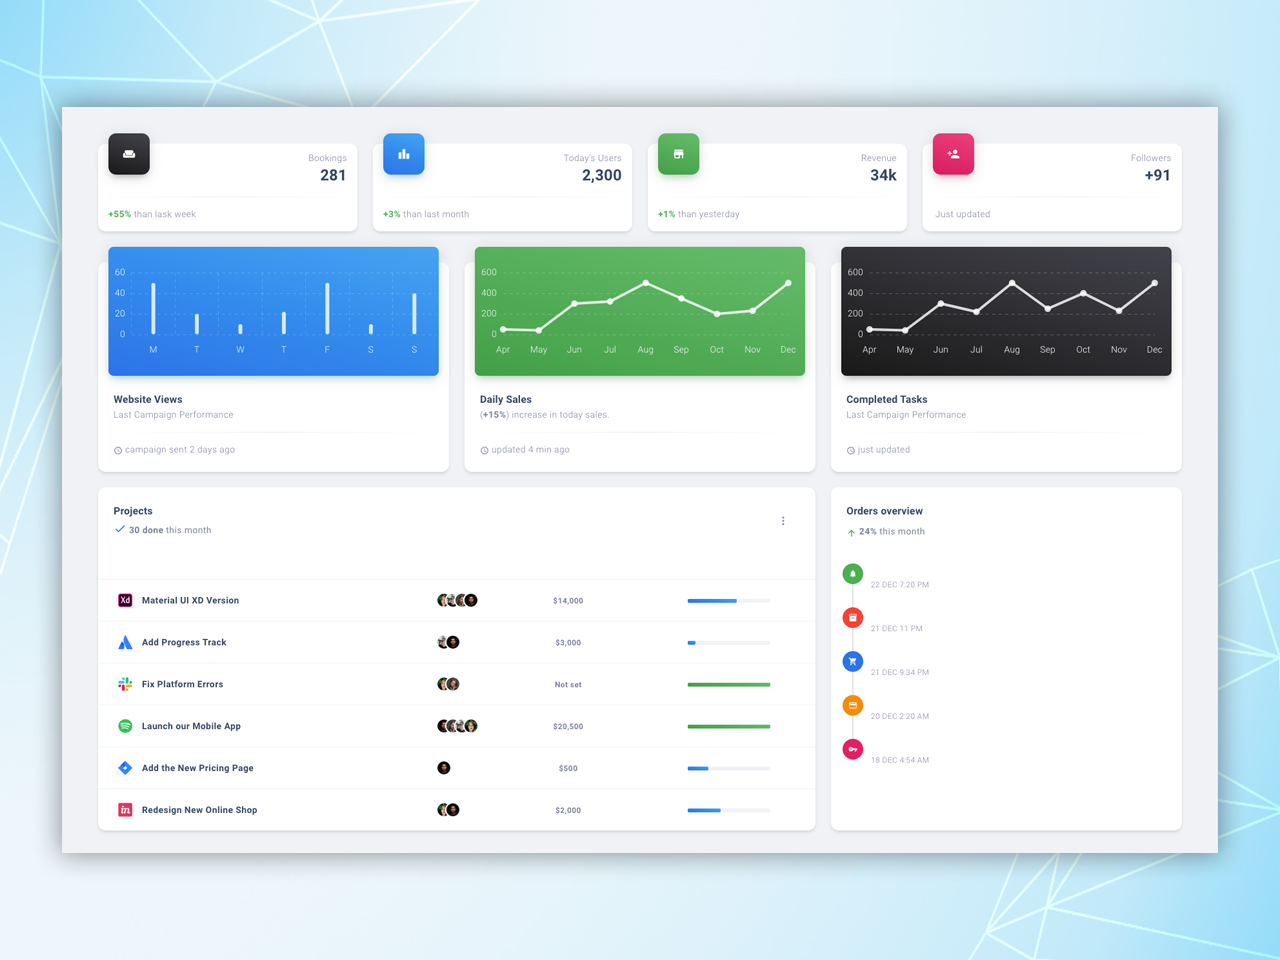 Bookings
281
+55% than lask week
Today's Users
2,300
+3% than last month
Revenue
34k
+1% than yesterday
Followers
+91
Just updated
60
40
20
0
M T W T F S S
Website Views
Last Campaign Performance
campaign sent 2 days ago
600
400
200
0
Apr May Jun Jul Aug Sep Oct Nov Dec
Daily Sales
(+15%) increase in today sales.
updated 4 min ago
600
400
200
0
Apr May Jun Jul Aug Sep Oct Nov Dec
Completed Tasks
Last Campaign Performance
just updated
Projects
30 done this month
Xd Material UI XD Version $14,000
Add Progress Track $3,000
Fix Platform Errors Not set
Launch our Mobile App $20,500
Add the New Pricing Page $500
in Redesign New Online Shop $2,000
Orders overview
24% this month
22 DEC 7:20 PM
21 DEC 11 PM
21 DEC 9:34 PM
20 DEC 2:20 AM
18 DEC 4:54 AM